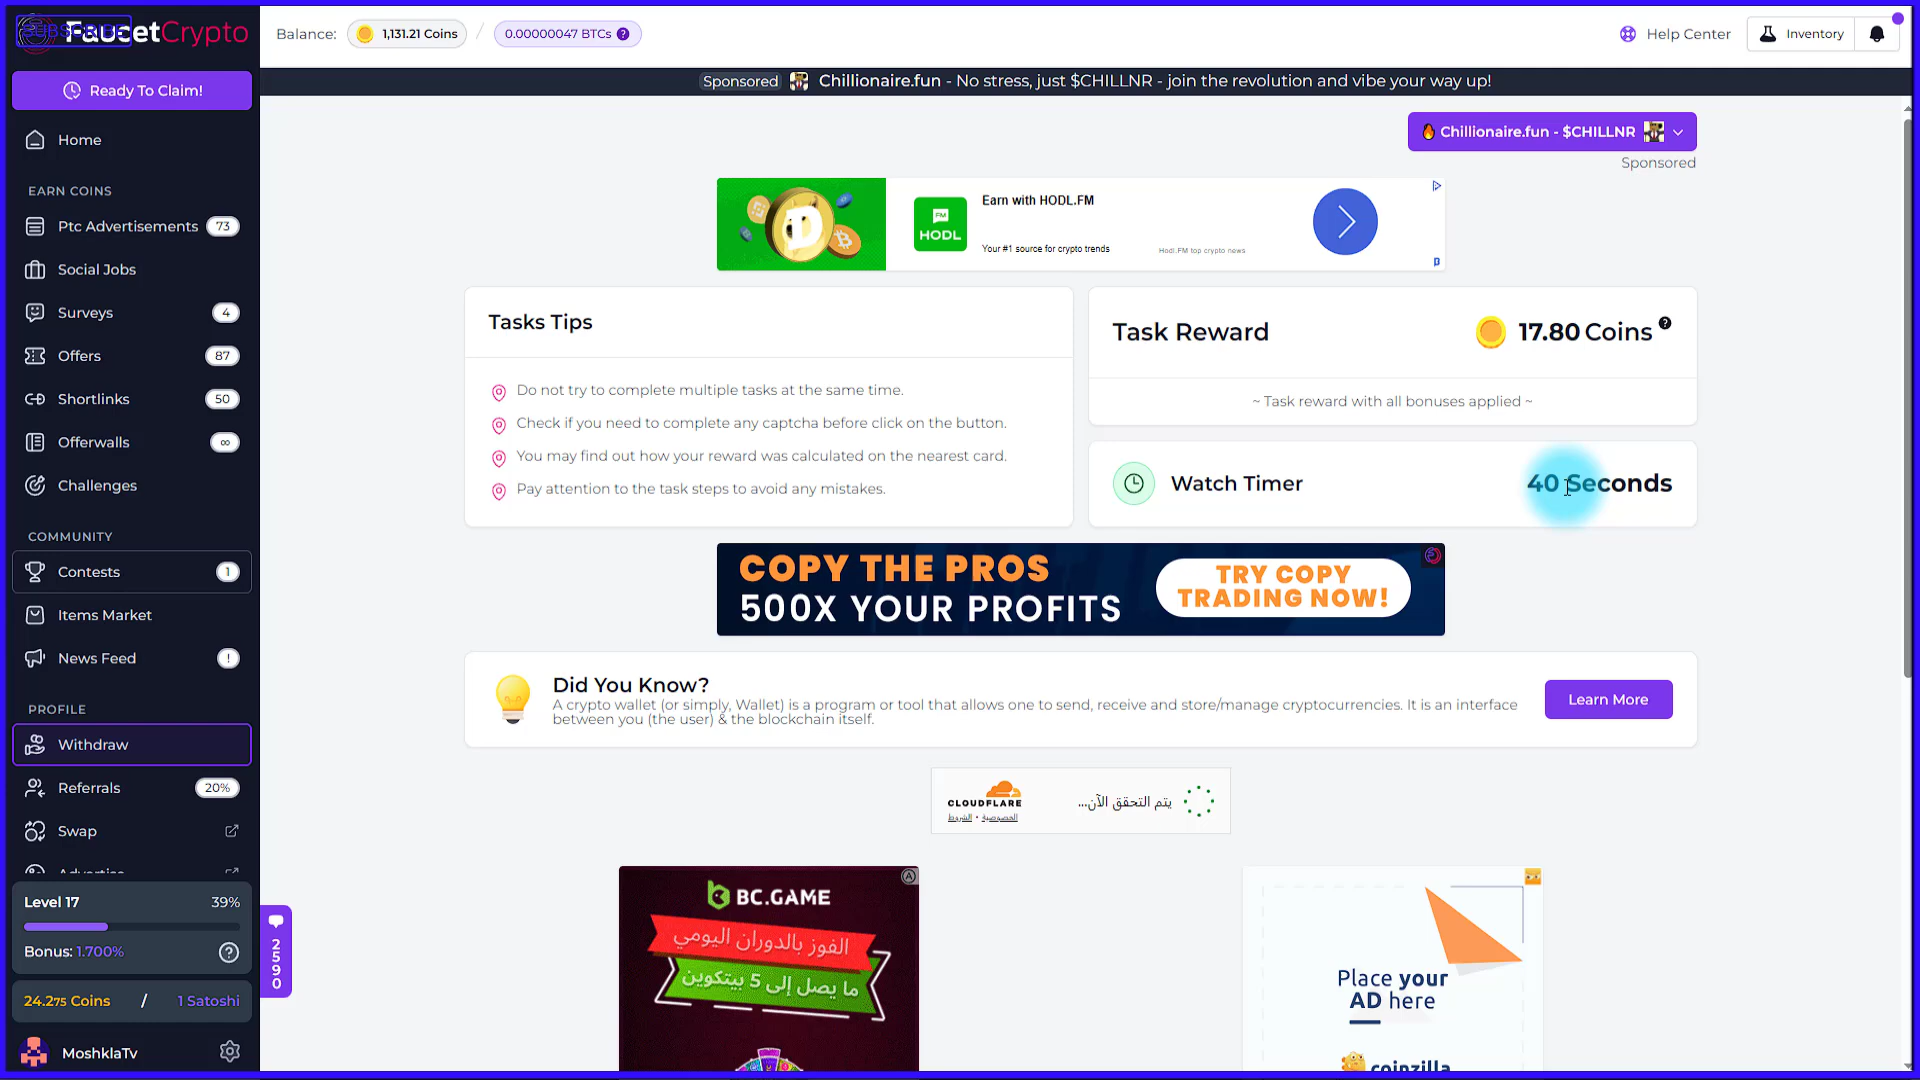 SUBSCRIBE
FaucetCrypto
Balance: 1,131.21 Coins / 0.00000047 BTCs ?
Help Center
Inventory
Ready To Claim!
Sponsored Chillionaire.fun - No stress, just $CHILLNR - join the revolution and vibe your way up!
Chillionaire.fun - $CHILLNR
Sponsored
Home
EARN COINS
Ptc Advertisements 73
Social Jobs
Surveys 4
Offers 87
Shortlinks 50
Offerwalls ∞
Challenges
COMMUNITY
Contests 1
Items Market
News Feed !
PROFILE
Withdraw
Referrals 20%
Swap
Advertise
Level 17 39%
Bonus: 1.700% ?
24.275 Coins / 1 Satoshi
MoshklaTv
2590
FM
HODL
Earn with HODL.FM
Your #1 source for crypto trends
Hodl.FM top crypto news
Tasks Tips
Do not try to complete multiple tasks at the same time.
Check if you need to complete any captcha before click on the button.
You may find out how your reward was calculated on the nearest card.
Pay attention to the task steps to avoid any mistakes.
Task Reward 17.80 Coins ?
~ Task reward with all bonuses applied ~
Watch Timer 40 Seconds
COPY THE PROS
500X YOUR PROFITS
TRY COPY
TRADING NOW!
Did You Know?
A crypto wallet (or simply, Wallet) is a program or tool that allows one to send, receive and store/manage cryptocurrencies. It is an interface
between you (the user) & the blockchain itself.
Learn More
CLOUDFLARE
الخصوصية • الشروط
يتم التحقق الآن...
BC.GAME
الفوز بالدوران اليومي
ما يصل إلى 5 بيتكوين
Place your
AD here
coinzilla